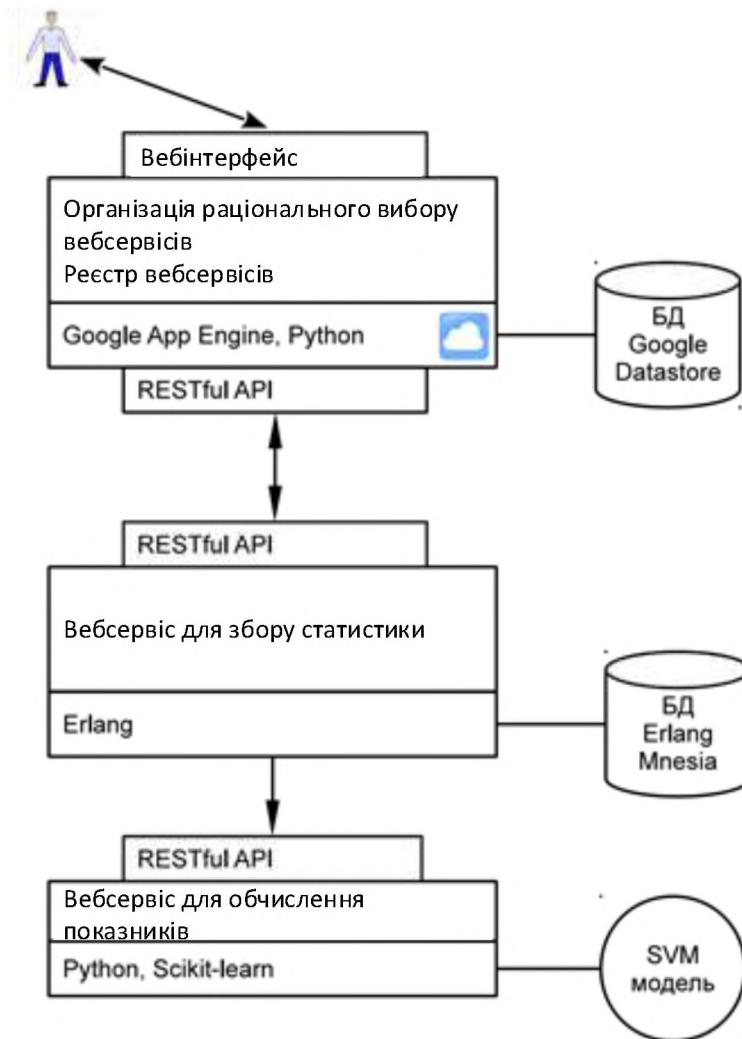 Вебінтерфейс
Організація раціонального вибору
вебсервісів
Реєстр вебсервісів
Google App Engine, Python
БД
Google
Datastore
RESTful API
RESTful API
Вебсервіс для збору статистики
Erlang
БД
Erlang
Mnesia
RESTful API
Вебсервіс для обчислення
показників
Python, Scikit-learn
SVM
модель